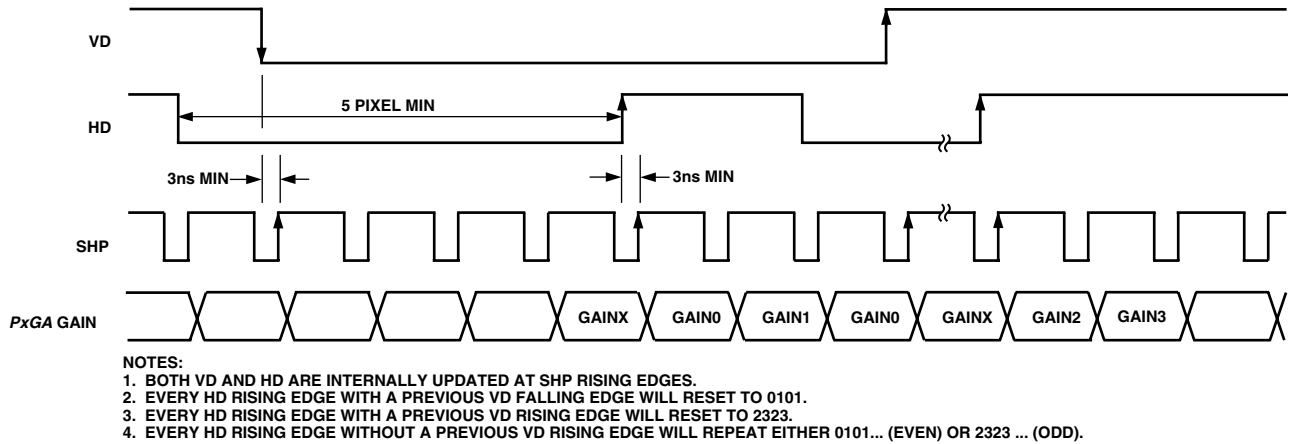 VD
HD
5 PIXEL MIN
3ns MIN
3ns MIN
SHP
PxGA GAIN
GAINX
GAIN0
GAIN1
GAIN0
GAINX
GAIN2
GAIN3
NOTES:
1. BOTH VD AND HD ARE INTERNALLY UPDATED AT SHP RISING EDGES.
2. EVERY HD RISING EDGE WITH A PREVIOUS VD FALLING EDGE WILL RESET TO 0101.
3. EVERY HD RISING EDGE WITH A PREVIOUS VD RISING EDGE WILL RESET TO 2323.
4. EVERY HD RISING EDGE WITHOUT A PREVIOUS VD RISING EDGE WILL REPEAT EITHER 0101... (EVEN) OR 2323 ... (ODD).